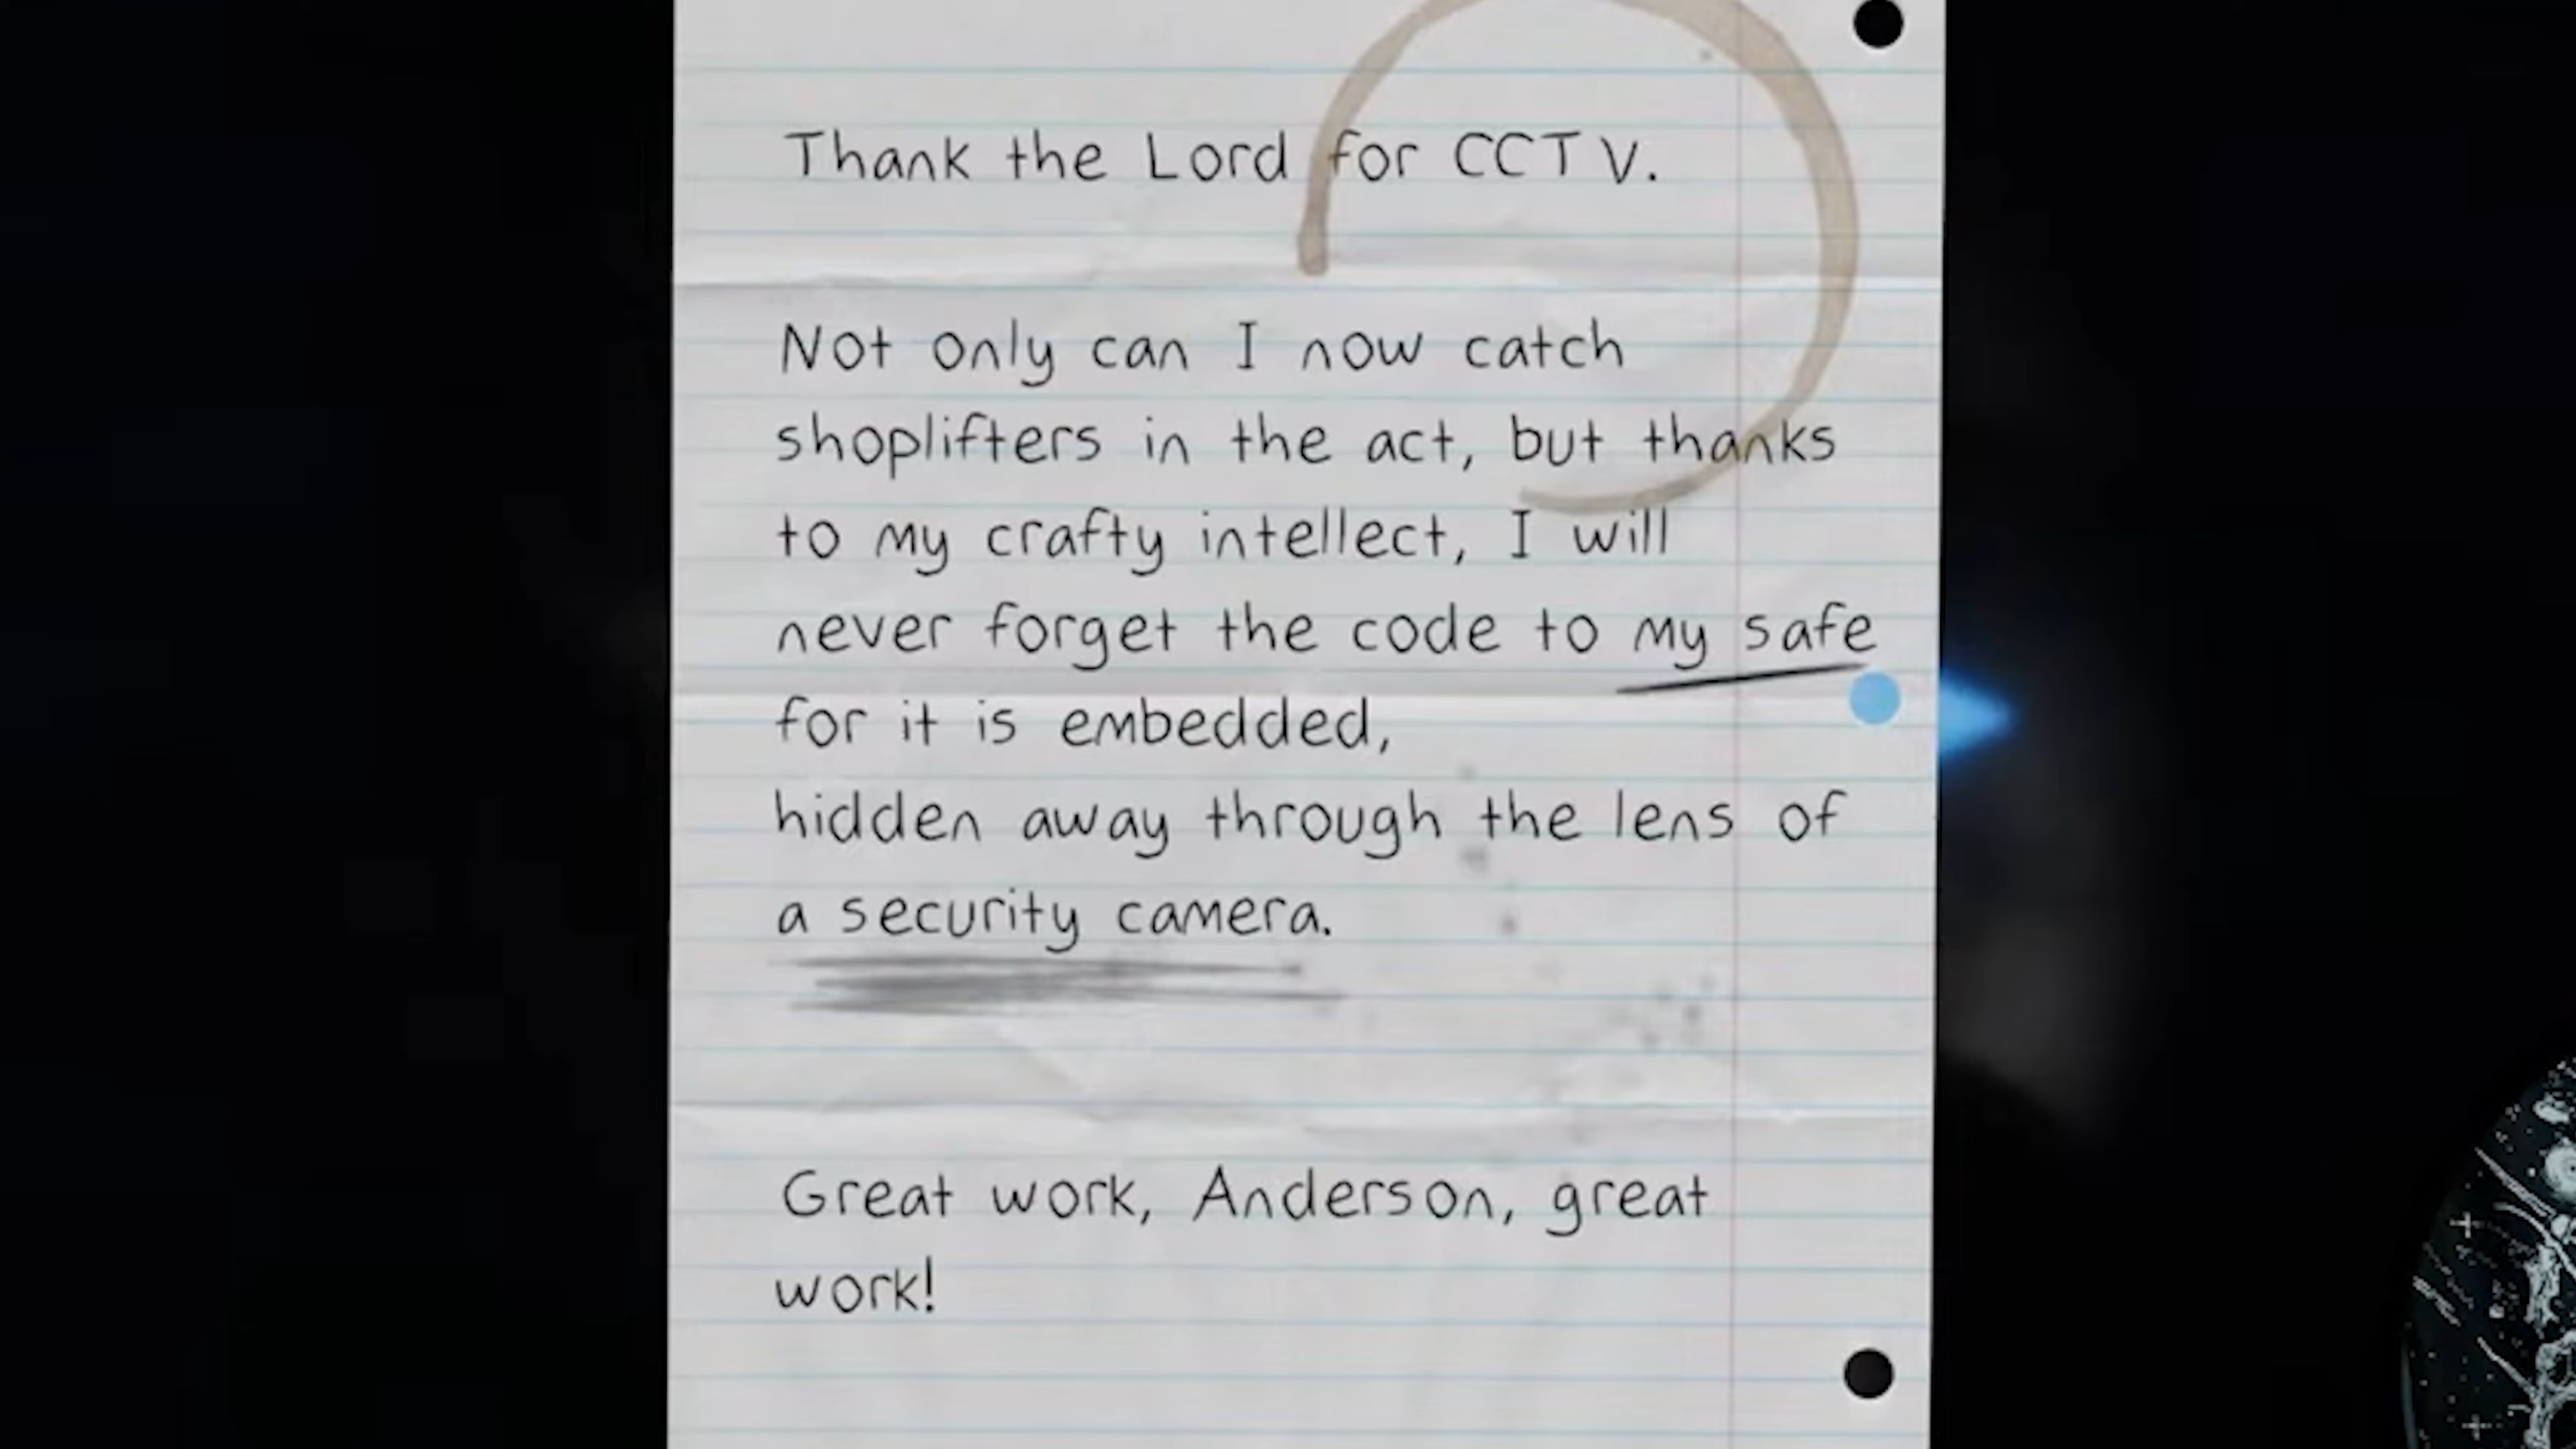 Thank the Lord for CCTV.
Not only can I now catch
shoplifters in the act, but thanks
to my crafty intellect, I will
never forget the code to my safe
for it is embedded,
hidden away through the lens of
a security camera.
Great work, Anderson, great
work!